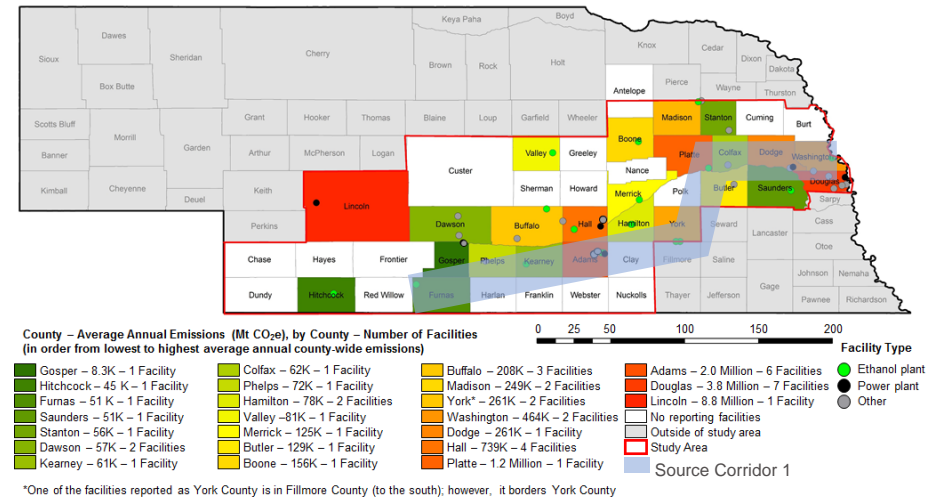 Keya Paha
Boyd
Dawes
Sioux
Sheridan
Cherry
Knox
Cedar
Dixon
Dakota
Brown
Rock
Holt
Box Butte
Pierce
Wayne
Thurston
Antelope
Scotts Bluff
Morrill
Garden
Grant
Hooker
Thomas
Blaine
Loup
Garfield
Wheeler
Madison
Stanton
Cuming
Burt
Banner
Arthur
McPherson
Logan
Valley
Greeley
Boone
Platte
Colfax
Dodge
Washington
Kimball
Cheyenne
Deuel
Keith
Lincoln
Custer
Sherman
Howard
Nance
Merrick
Polk
Butler
Saunders
Douglas
Sarpy
Perkins
Dawson
Buffalo
Hall
Hamilton
York
Seward
Lancaster
Cass
Otoe
Chase
Hayes
Frontier
Gosper
Phelps
Kearney
Adams
Clay
Fillmore
Saline
Gage
Johnson
Nemaha
Dundy
Hitchcock
Red Willow
Furnas
Harlan
Franklin
Webster
Nuckolls
Thayer
Jefferson
Pawnee
Richardson
County – Average Annual Emissions (Mt CO2e), by County – Number of Facilities
(in order from lowest to highest average annual county-wide emissions)
0 25 50 100 150 200
Gosper – 8.3K – 1 Facility
Hitchcock – 45 K – 1 Facility
Furnas – 51 K – 1 Facility
Saunders – 51K – 1 Facility
Stanton – 56K – 1 Facility
Dawson – 57K – 2 Facilities
Kearney – 61K – 1 Facility
Colfax – 62K – 1 Facility
Phelps – 72K – 1 Facility
Hamilton – 78K – 2 Facilities
Valley –81K – 1 Facility
Merrick – 125K – 1 Facility
Butler – 129K – 1 Facility
Boone – 156K – 1 Facility
Buffalo – 208K – 3 Facilities
Madison – 249K – 2 Facilities
York* – 261K – 2 Facilities
Washington – 464K – 2 Facilities
Dodge – 261K – 1 Facility
Hall – 739K – 4 Facilities
Platte – 1.2 Million – 1 Facility
Adams – 2.0 Million – 6 Facilities
Douglas – 3.8 Million – 7 Facilities
Lincoln – 8.8 Million – 1 Facility
No reporting facilities
Outside of study area
Study Area
Source Corridor 1
Facility Type
Ethanol plant
Power plant
Other
*One of the facilities reported as York County is in Fillmore County (to the south); however, it borders York County